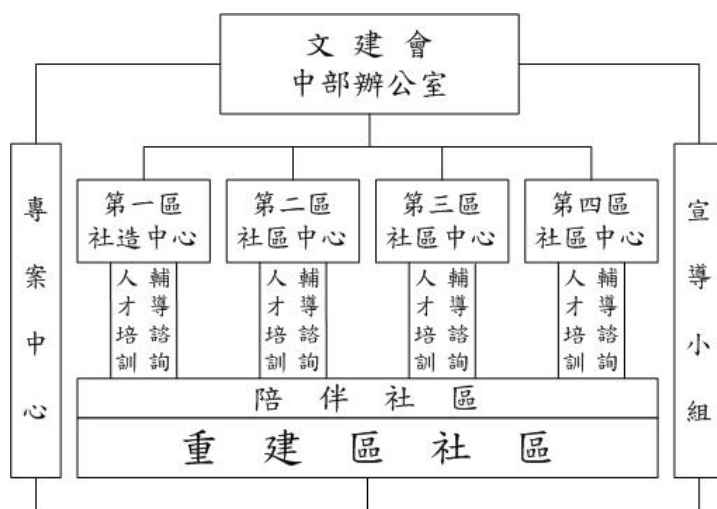 文建會
中部辦公室
專案中心
第一區
社造中心
第二區
社區中心
第三區
社區中心
第四區
社區中心
宣導小組
人才培訓
輔導諮詢
人才培訓
輔導諮詢
人才培訓
輔導諮詢
人才培訓
輔導諮詢
陪伴社區
重建區社區